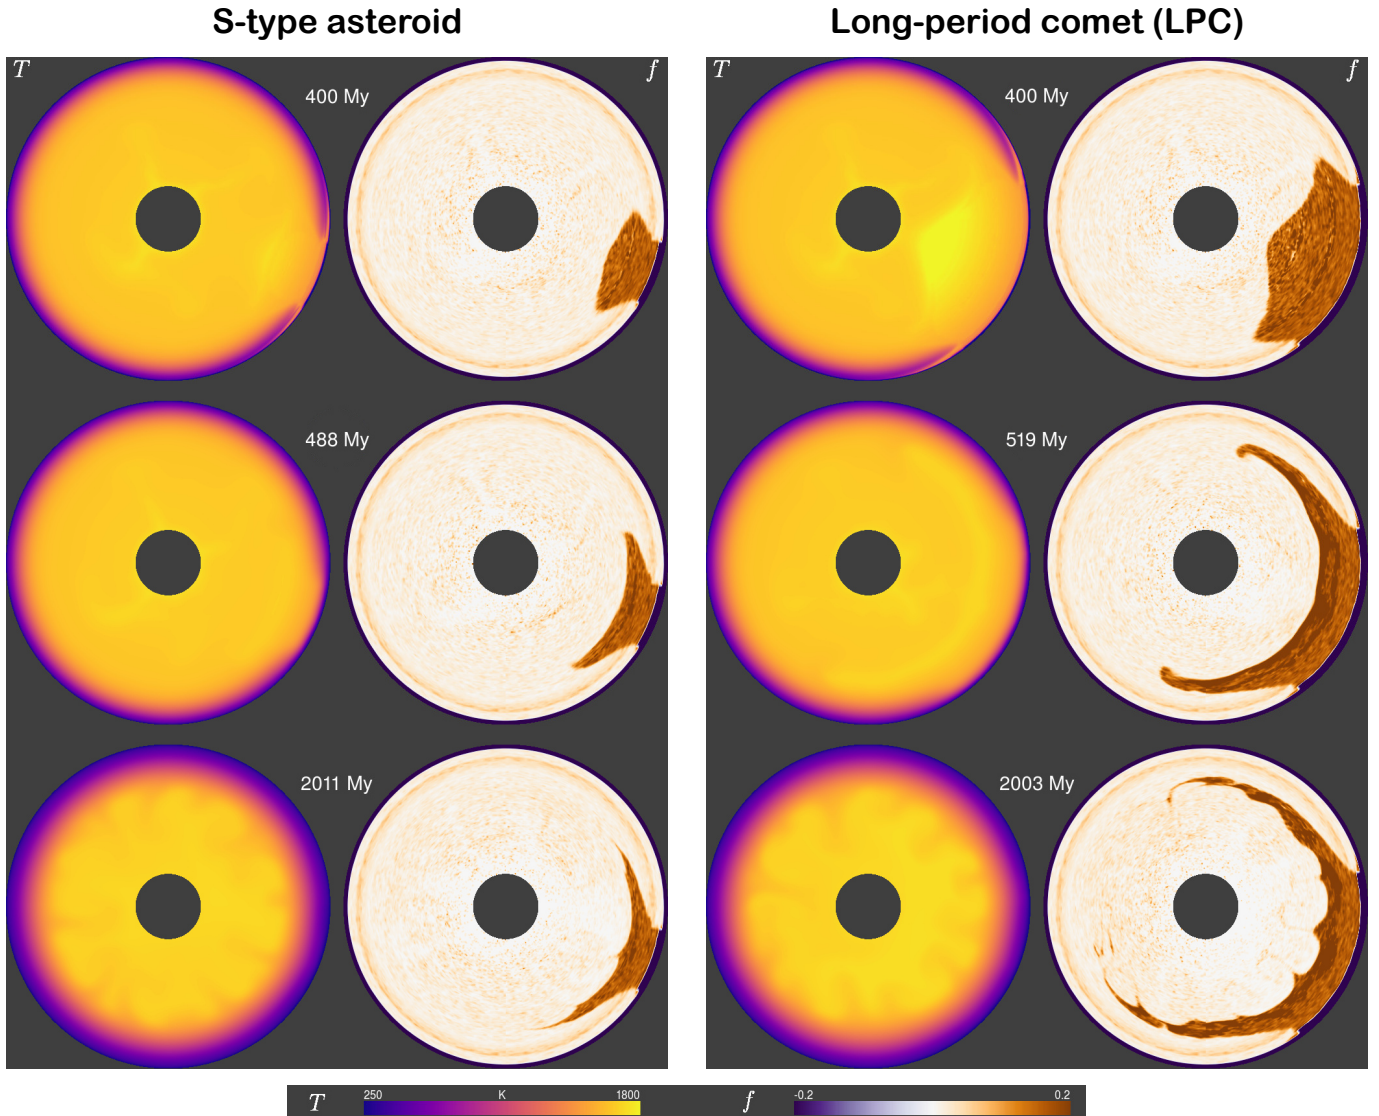 S-type asteroid
Long-period comet (LPC)
T
400 My
f
T
400 My
f
488 My
519 My
2011 My
2003 My
T 250 K 1800 f -0.2 0.2